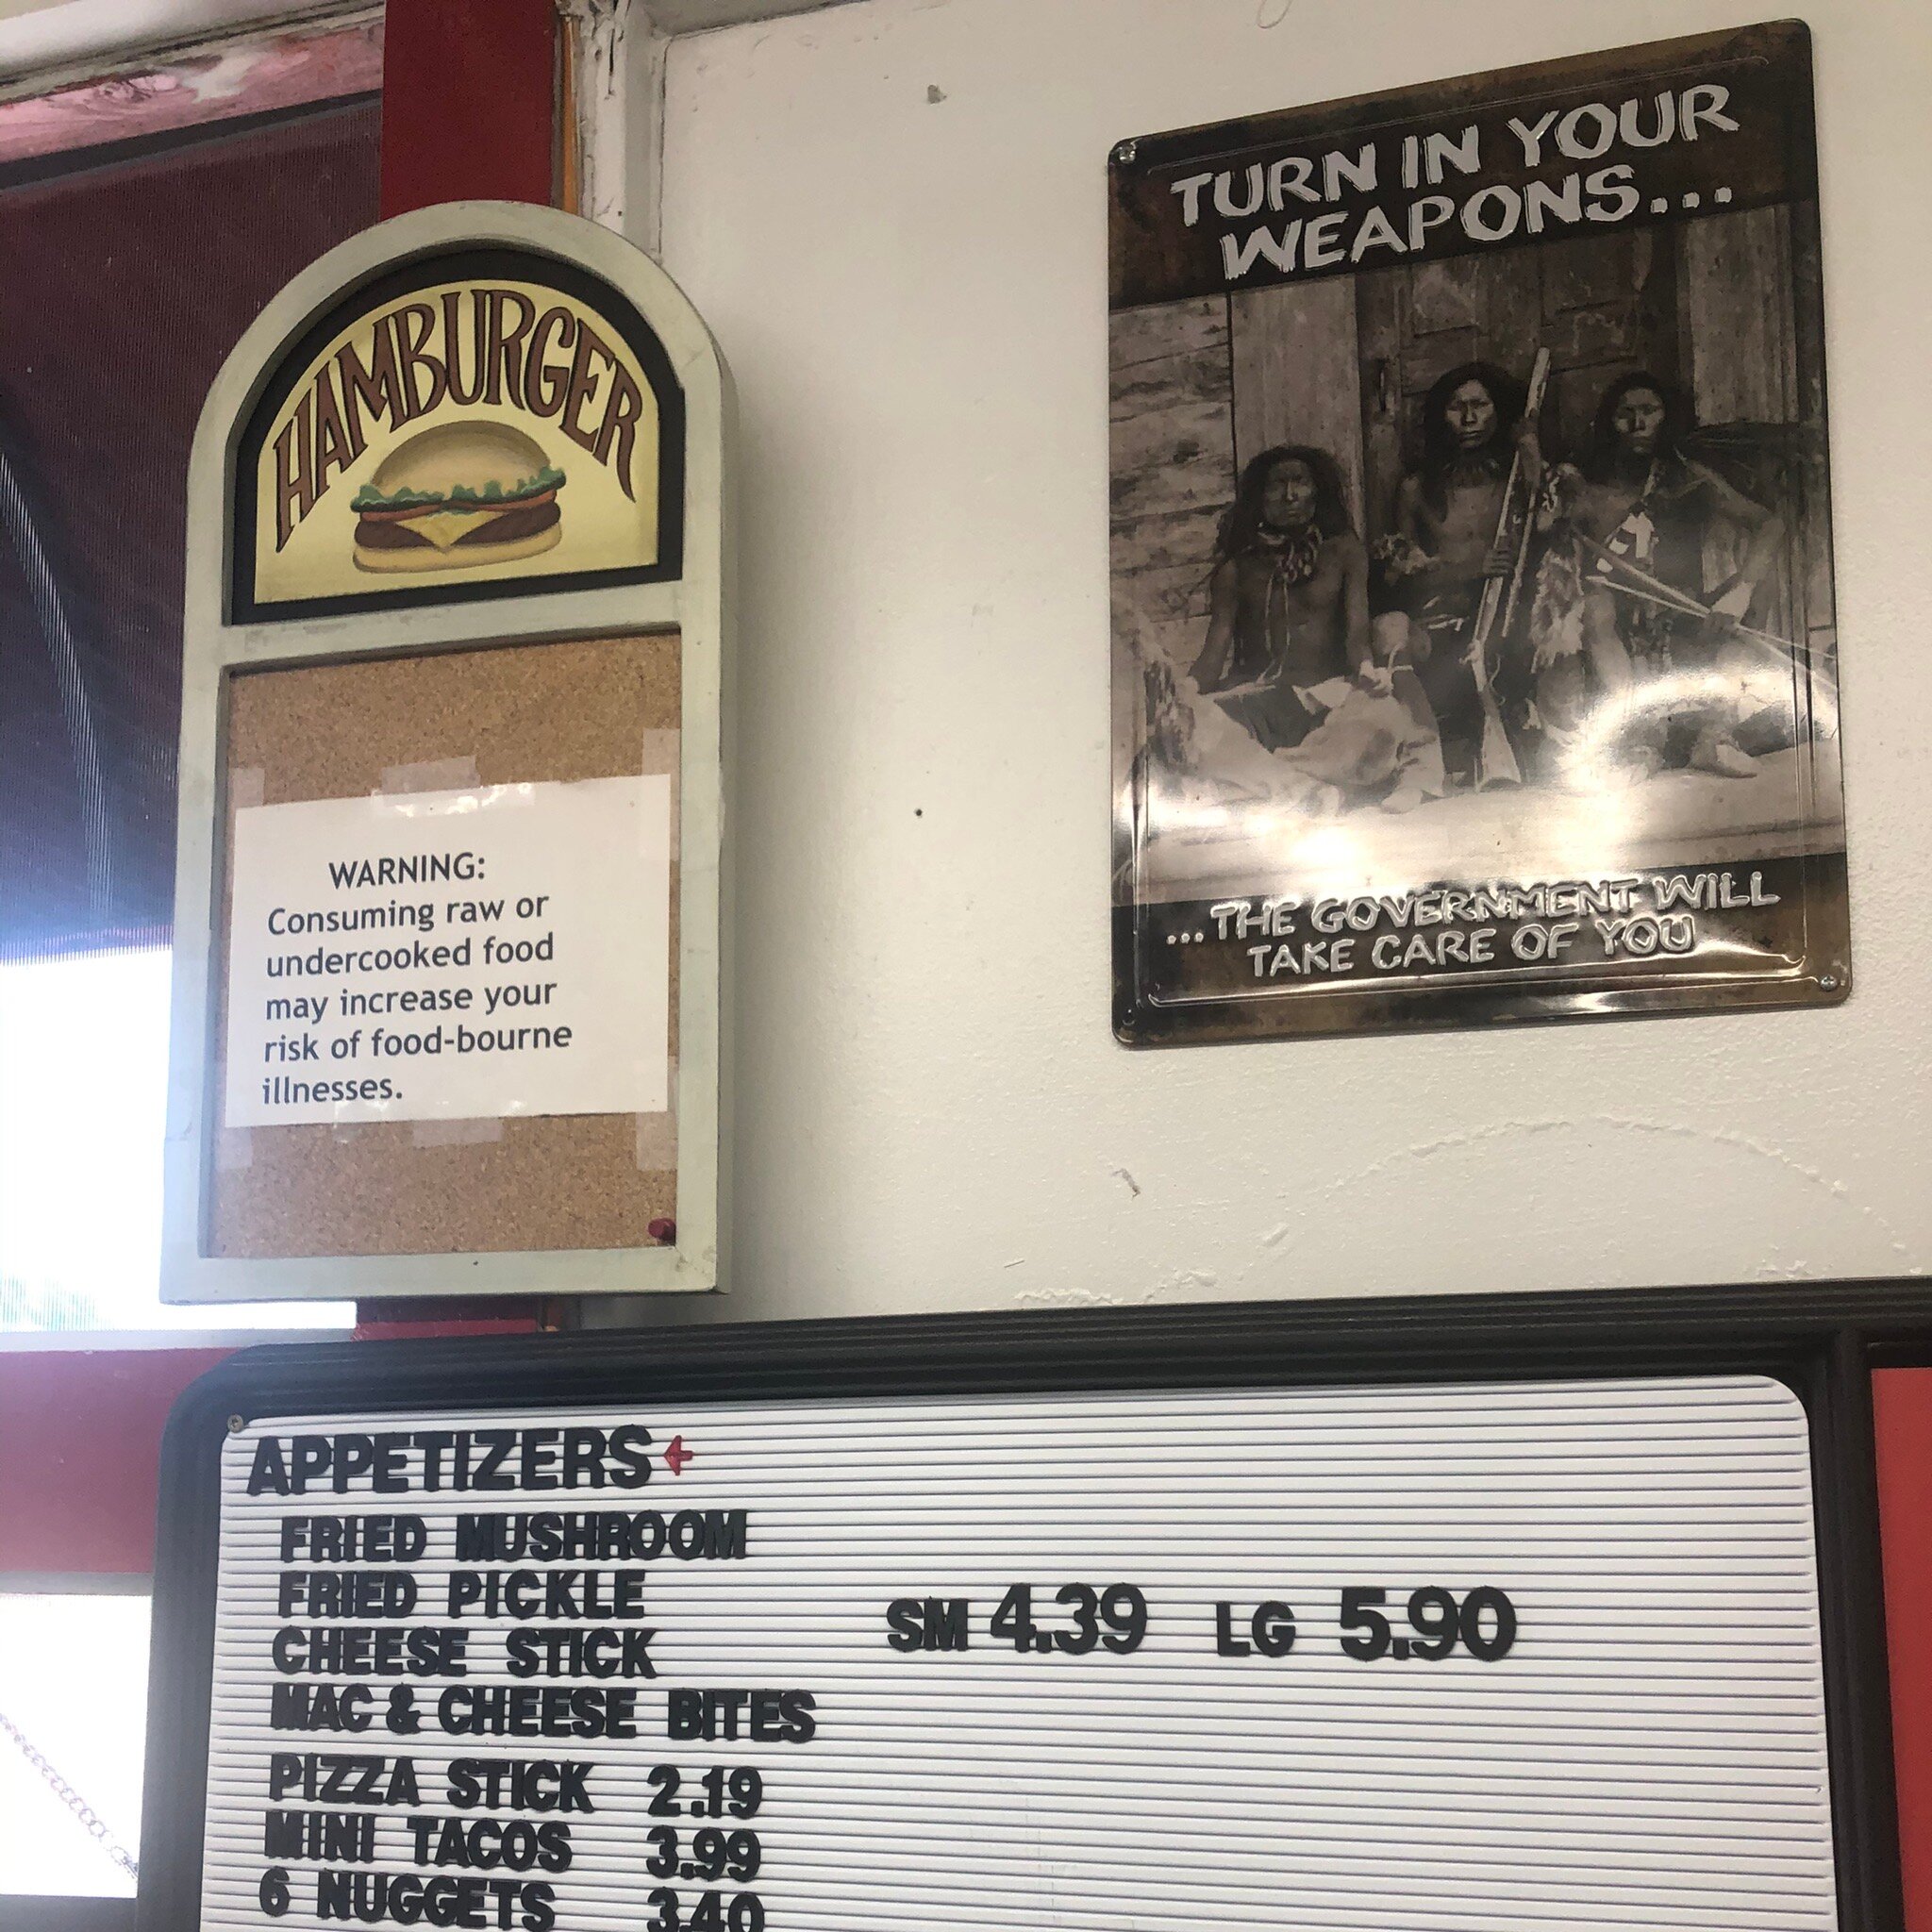 HAMBURGER
WARNING:
Consuming raw or
undercooked food
may increase your
risk of food-bourne
illnesses.
TURN IN YOUR
WEAPONS...
...THE GOVERNMENT WILL
TAKE CARE OF YOU
APPETIZERS
FRIED MUSHROOM
FRIED PICKLE
CHEESE STICK
MAC & CHEESE BITES
SM 4.39 LG 5.90
PIZZA STICK 2.19
MINI TACOS 3.99
6 NUGGETS 3.40